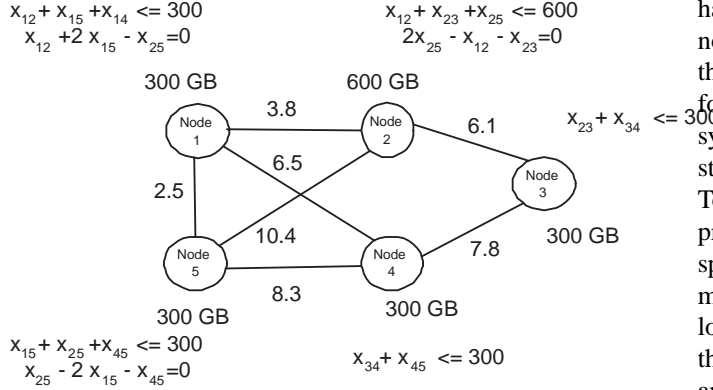 x12+ x15 +x14 <= 300
x12 +2 x15 - x25=0
x12 + x23 +x25 <= 600
2x25 - x12 - x23=0
300 GB
600 GB
3.8
6.1
x23+ x34 <= 300
Node 1
Node 2
6.5
Node 3
2.5
10.4
7.8
300 GB
Node 5
Node 4
8.3
300 GB
300 GB
x15+ x25 +x45 <= 300
x25 - 2 x15 - x45=0
x34+ x45 <= 300